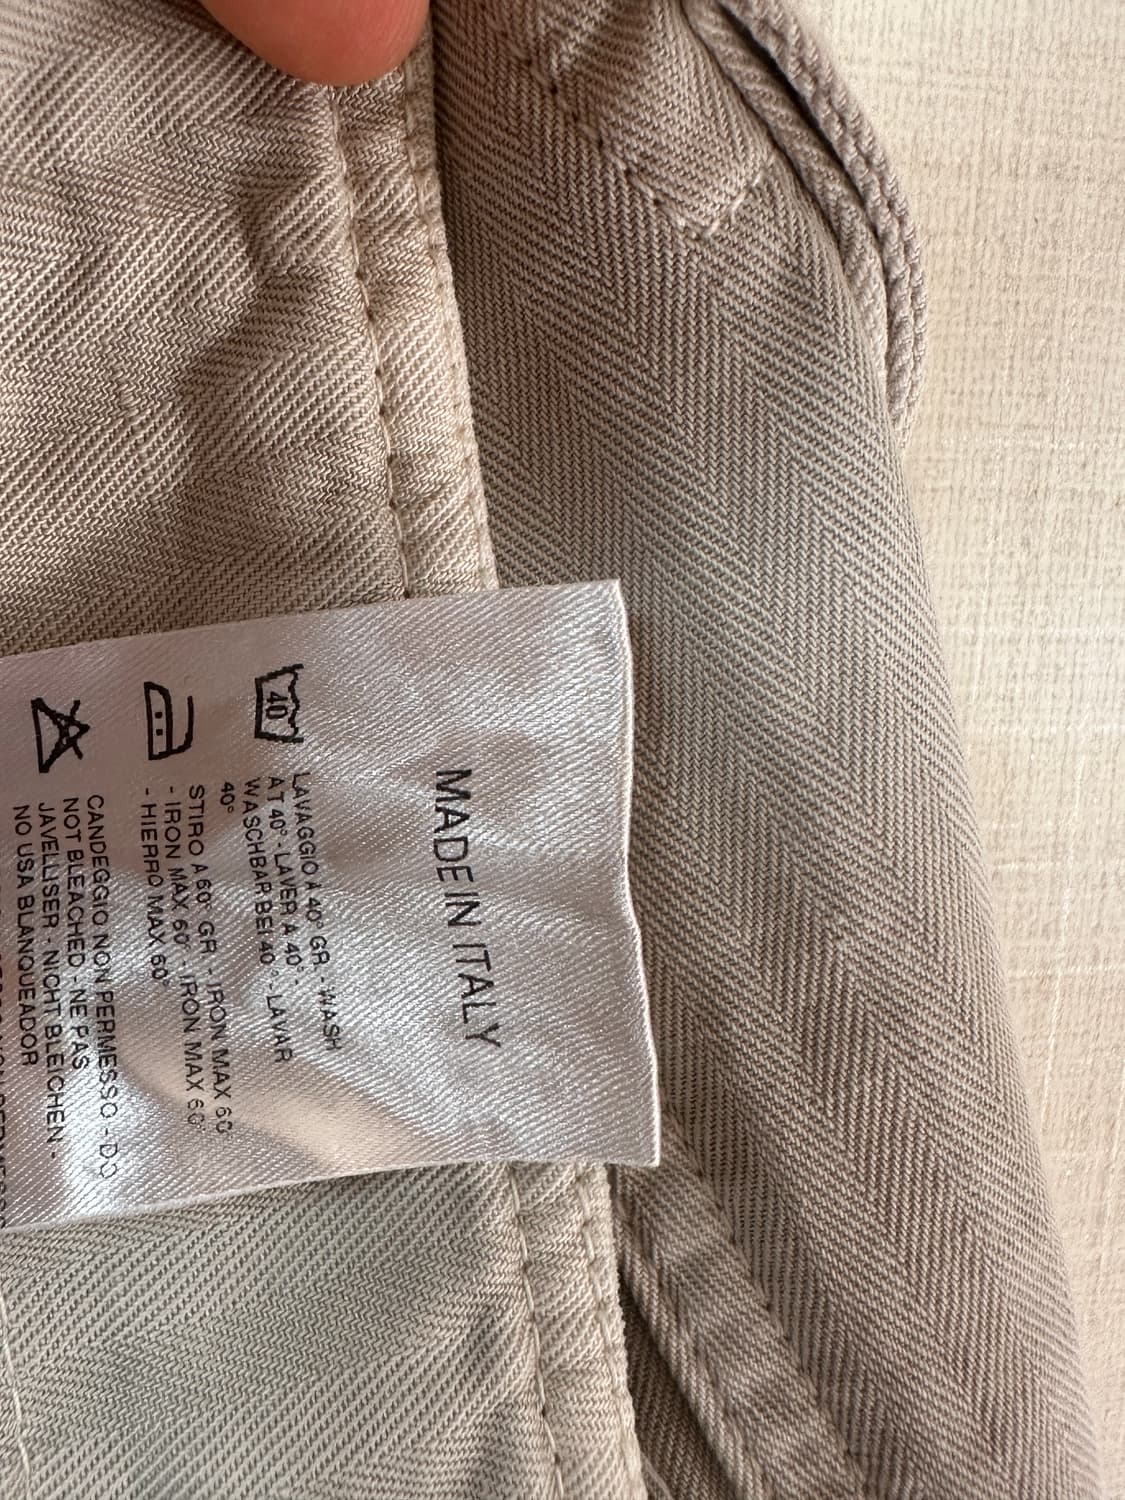 MADE IN ITALY
40
LAVAGGIO A 40° GR. - WASH
AT 40° - LAVER A 40° -
WASCHBAR BEI 40° - LAVAR
40°
STIRO A 60° GR - IRON MAX 60°
- IRON MAX 60° - IRON MAX 60°
- HIERRO MAX 60°
CANDEGGIO NON PERMESSO - DO
NOT BLEACHED - NE PAS
JAVELLISER - NICHT BLEICHEN -
NO USA BLANQUEADOR